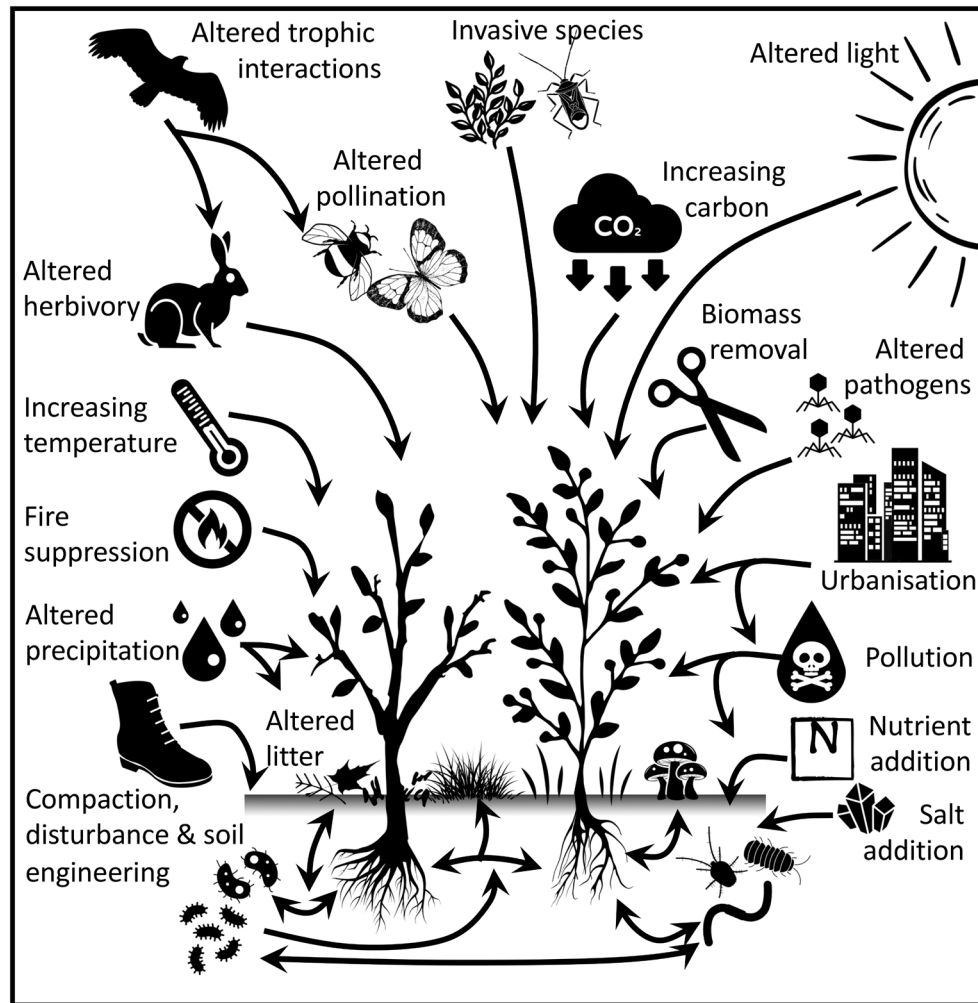 Altered trophic
interactions
Invasive species
Altered light
Altered
pollination
Increasing
carbon
CO₂
Altered
herbivory
Biomass
removal
Altered
pathogens
Increasing
temperature
Fire
suppression
Urbanisation
Altered
precipitation
Pollution
Altered
litter
N
Nutrient
addition
Compaction,
disturbance & soil
engineering
Salt
addition